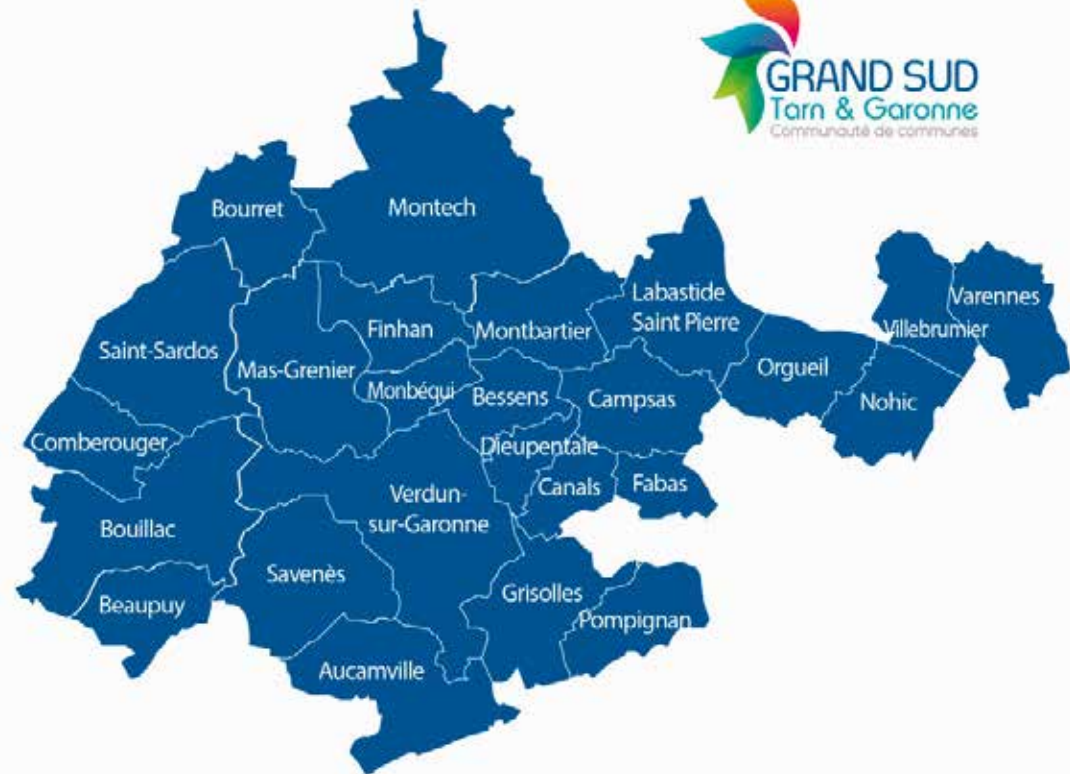 GRAND SUD
Tarn & Garonne
Communauté de communes
Bourret
Montech
Labastide
Saint Pierre
Varennes
Villebrumier
Finhan
Montbartier
Saint-Sardos
Mas-Grenier
Orgueil
Monbéqui
Bessens
Campsas
Nohic
Comberouger
Dieupentale
Canals
Fabas
Verdun-
sur-Garonne
Bouillac
Savenès
Grisolles
Beaupuy
Pompignan
Aucamville